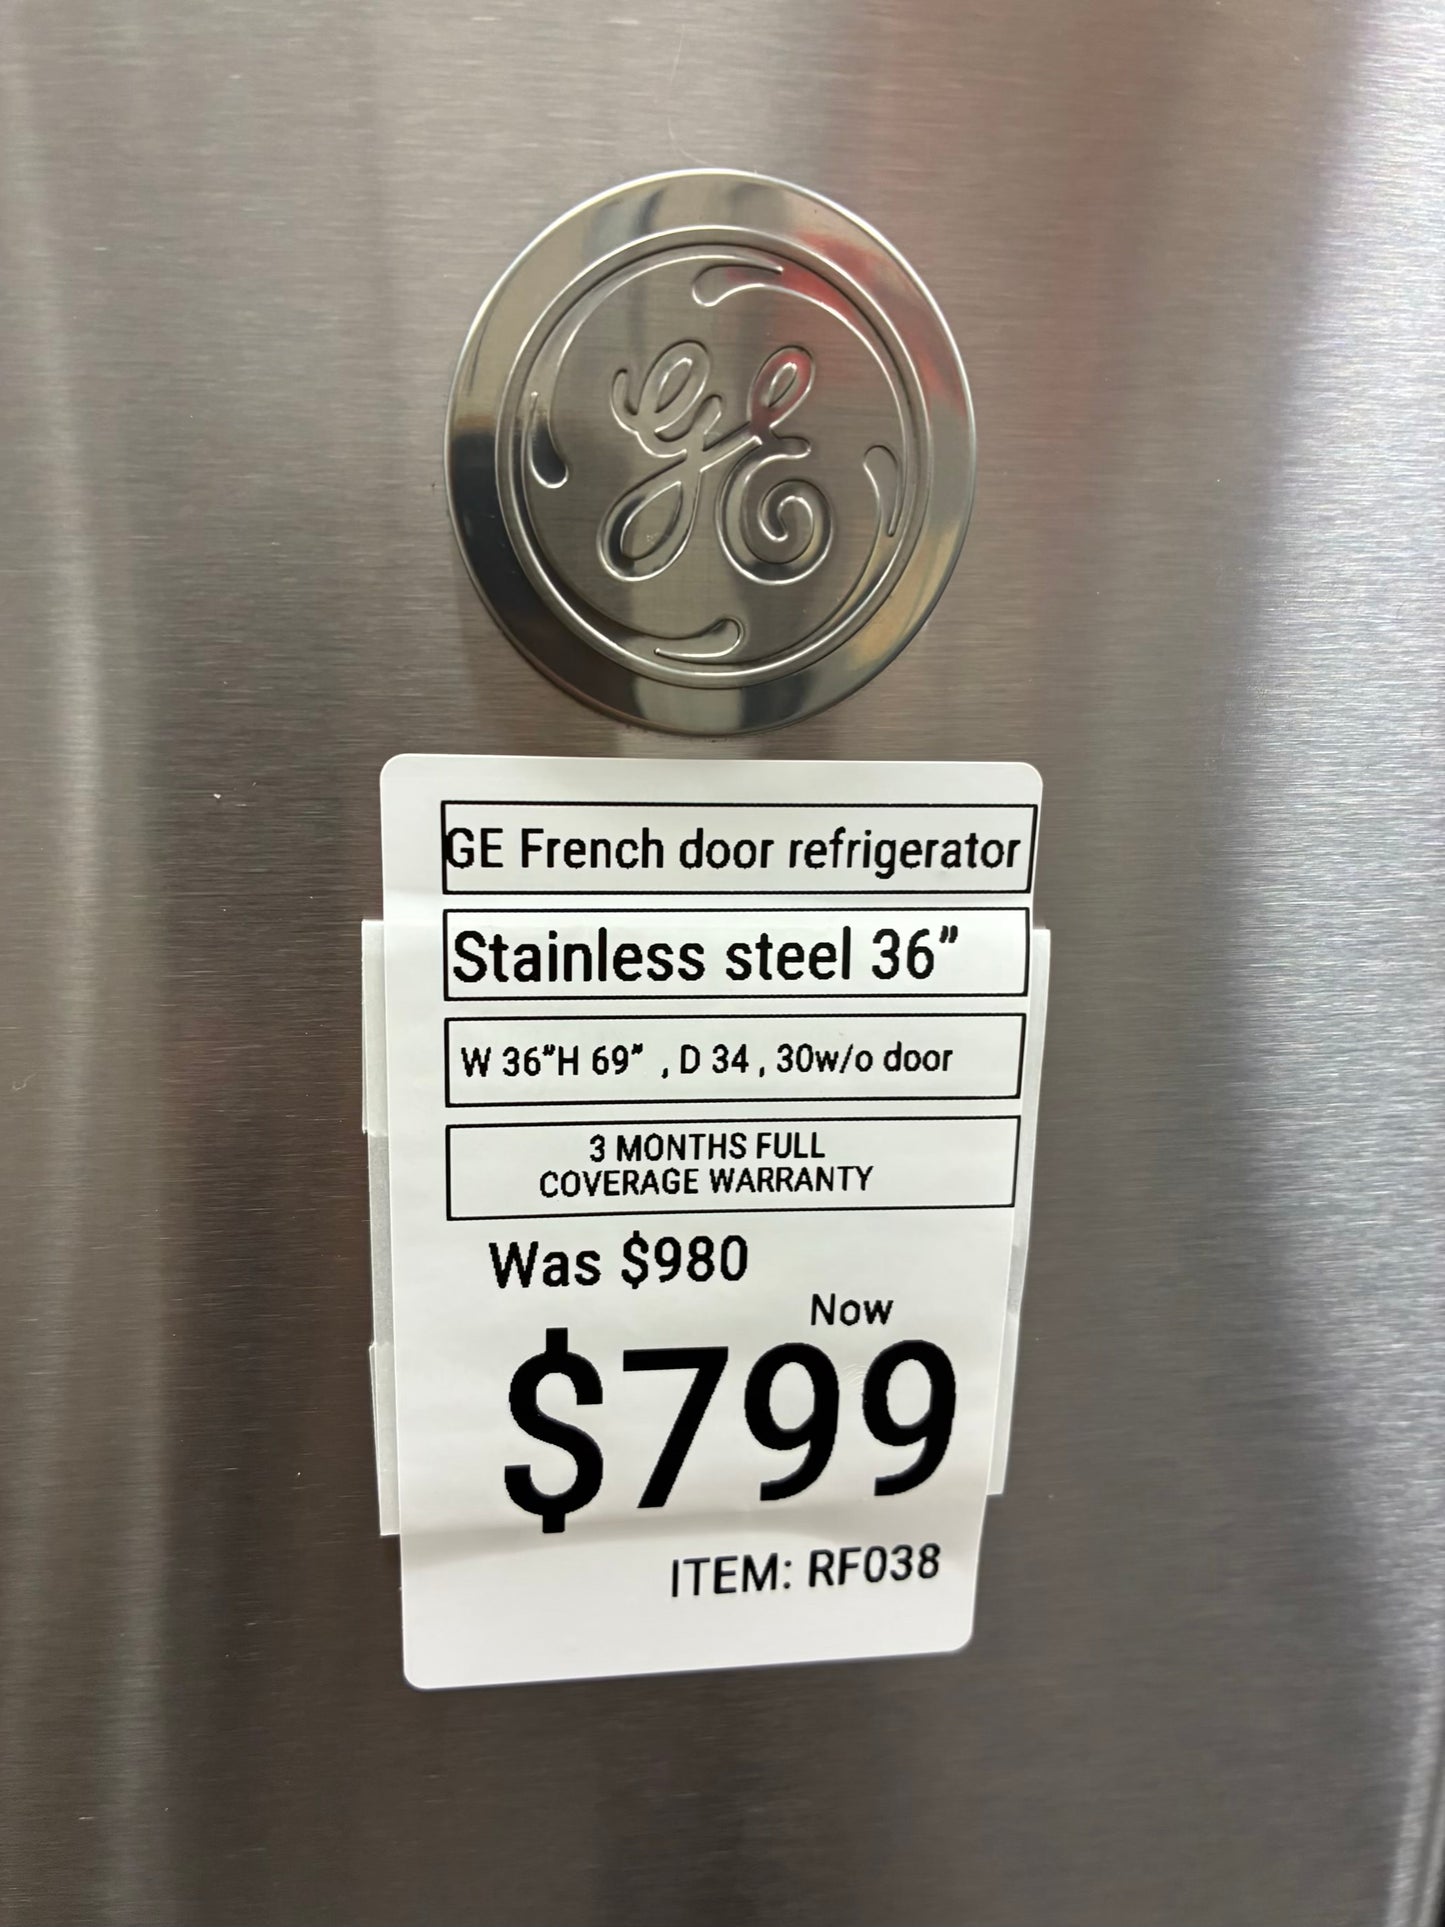 GE
GE French door refrigerator
Stainless steel 36”
W 36”H 69” , D 34 , 30w/o door
3 MONTHS FULL
COVERAGE WARRANTY
Was $980
Now
$799
ITEM: RF038